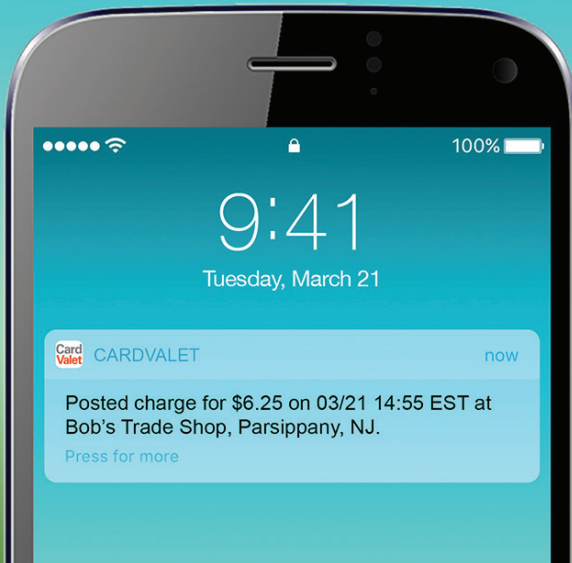 100%
9:41
Tuesday, March 21
Card
Valet
CARDVALET now
Posted charge for $6.25 on 03/21 14:55 EST at
Bob's Trade Shop, Parsippany, NJ.
Press for more